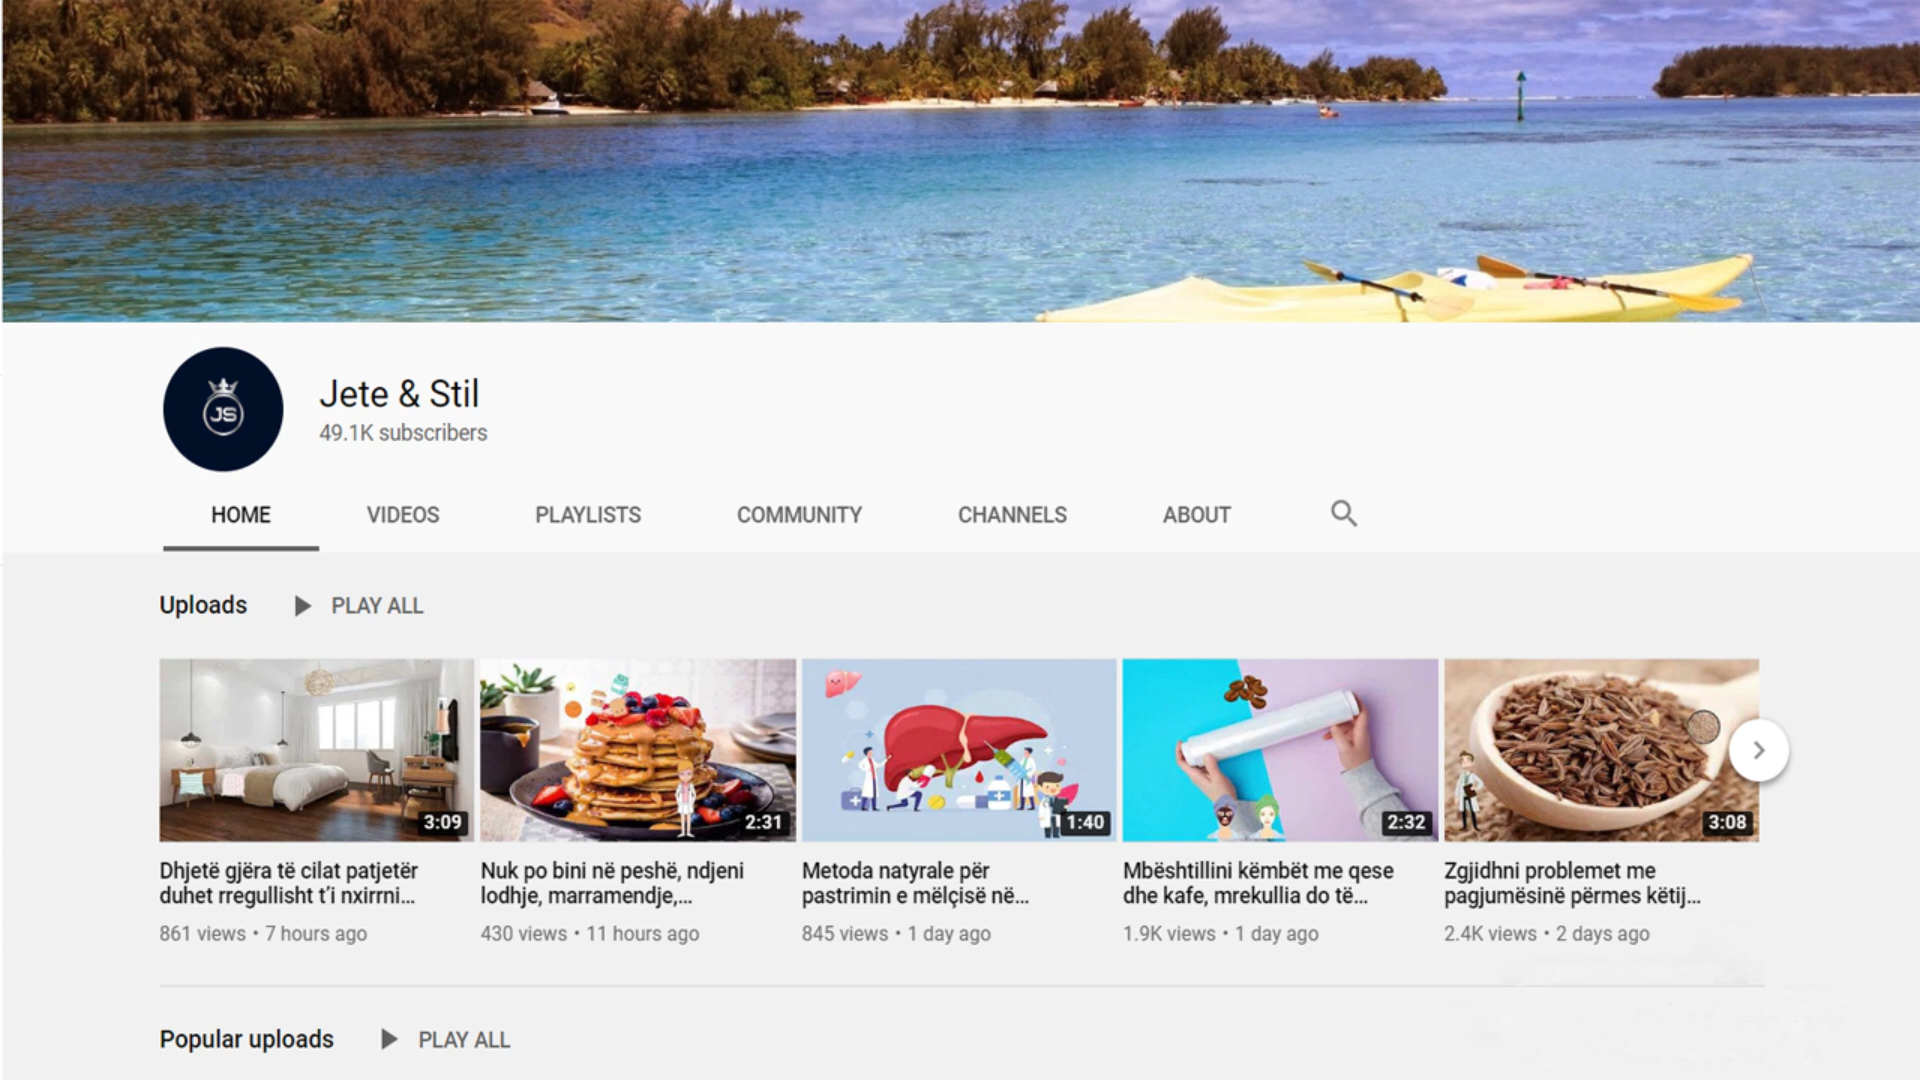 JS
Jete & Stil
49.1K subscribers
HOME VIDEOS PLAYLISTS COMMUNITY CHANNELS ABOUT
Uploads PLAY ALL
3:09 2:31 1:40 2:32 3:08
Dhjetë gjëra të cilat patjetër
duhet rregullisht t'i nxirrni...
861 views • 7 hours ago
Nuk po bini në peshë, ndjeni
lodhje, marramendje,...
430 views • 11 hours ago
Metoda natyrale për
pastrimin e mëlçisë në...
845 views • 1 day ago
Mbështillini këmbët me qese
dhe kafe, mrekullia do të...
1.9K views • 1 day ago
Zgjidhni problemet me
pagjumësinë përmes këtij...
2.4K views • 2 days ago
Popular uploads PLAY ALL